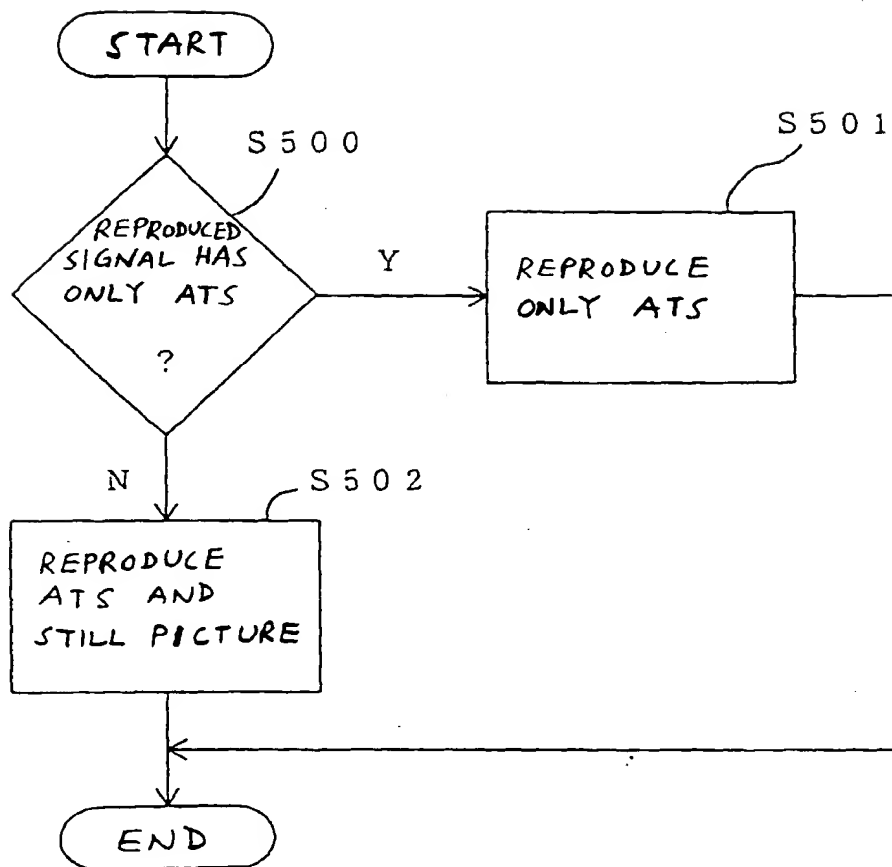 START
S500
REPRODUCED
SIGNAL HAS
ONLY ATS
?
Y
S501
REPRODUCE
ONLY ATS
N
S502
REPRODUCE
ATS AND
STILL PICTURE
END